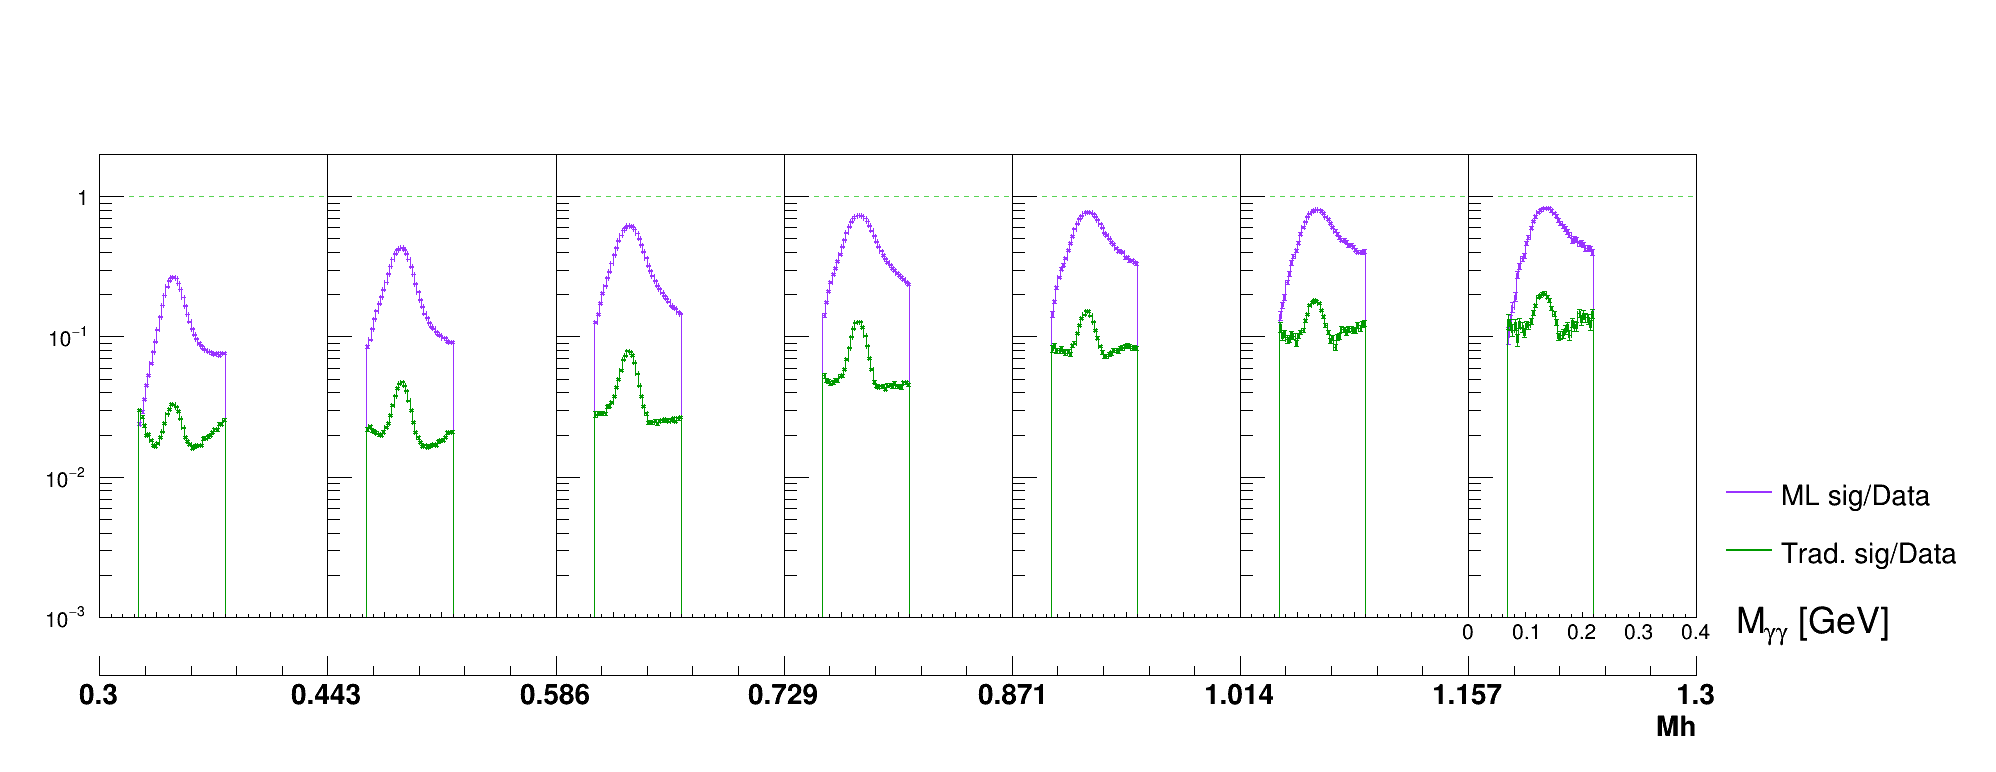 1
10⁻¹
10⁻²
10⁻³
ML sig/Data
Trad. sig/Data
0 0.1 0.2 0.3 0.4
Mγγ [GeV]
0.3 0.443 0.586 0.729 0.871 1.014 1.157 1.3
Mh